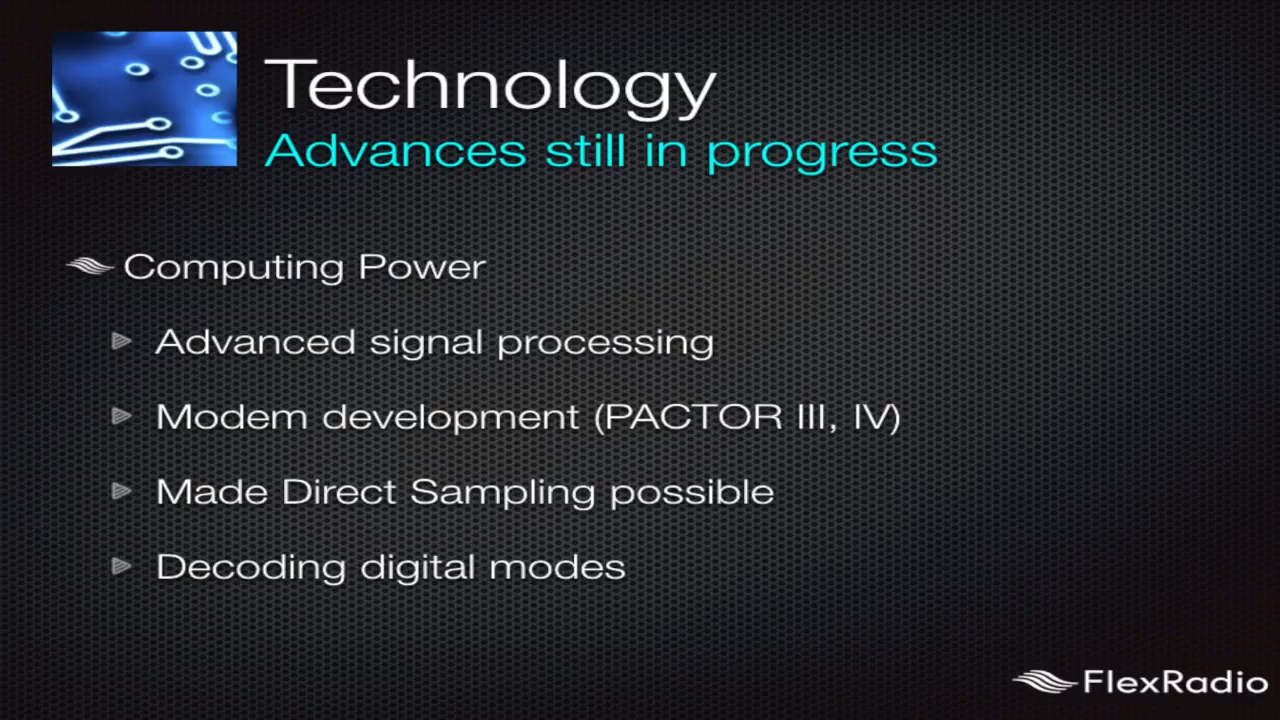 Technology
Advances still in progress
Computing Power
Advanced signal processing
Modem development (PACTOR III, IV)
Made Direct Sampling possible
Decoding digital modes
FlexRadio